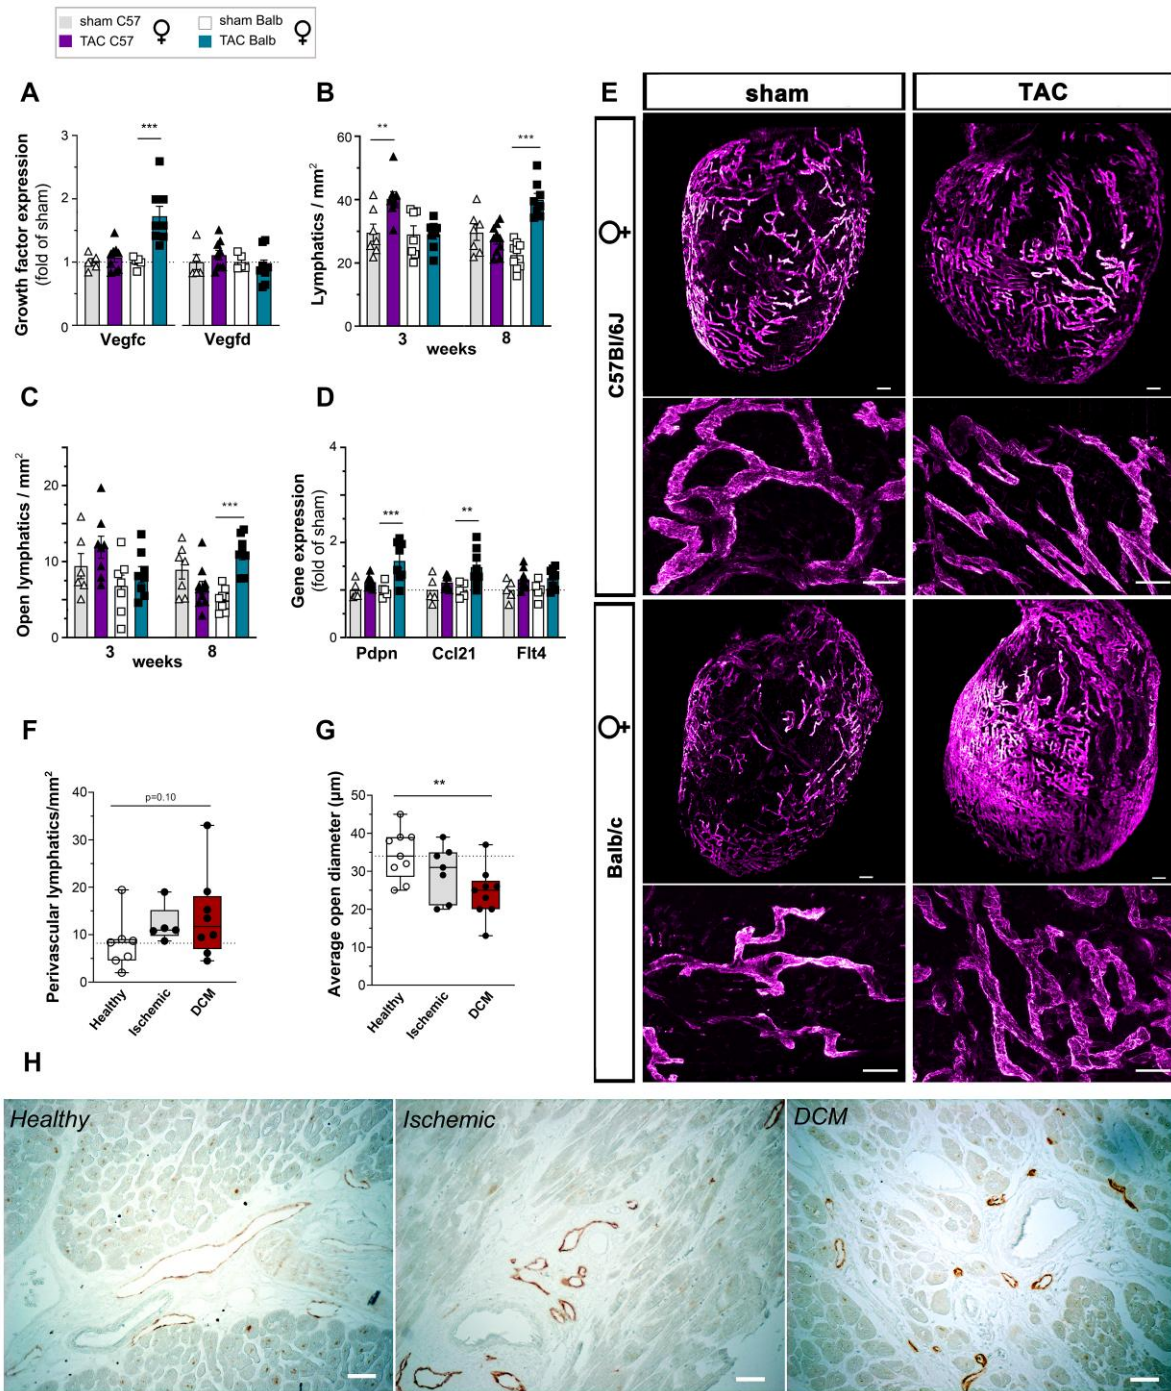 sham C57 ♀ sham Balb ♀
TAC C57 TAC Balb
A
Growth factor expression
(fold of sham)
3
2
1
0
***
Vegfc Vegfd
B
Lymphatics / mm²
60
40
20
0
** ***
3 8
weeks
C
Open lymphatics / mm²
20
10
0
***
3 8
weeks
D
Gene expression
(fold of sham)
4
2
1
0
*** **
Pdpn Ccl21 Flt4
E
sham TAC
C57Bl/6J ♀
Balb/c ♀
F
Perivascular lymphatics/mm²
40
30
20
10
0
p=0.10
Healthy Ischemic DCM
G
Average open diameter (µm)
50
40
30
20
10
0
**
Healthy Ischemic DCM
H
Healthy Ischemic DCM